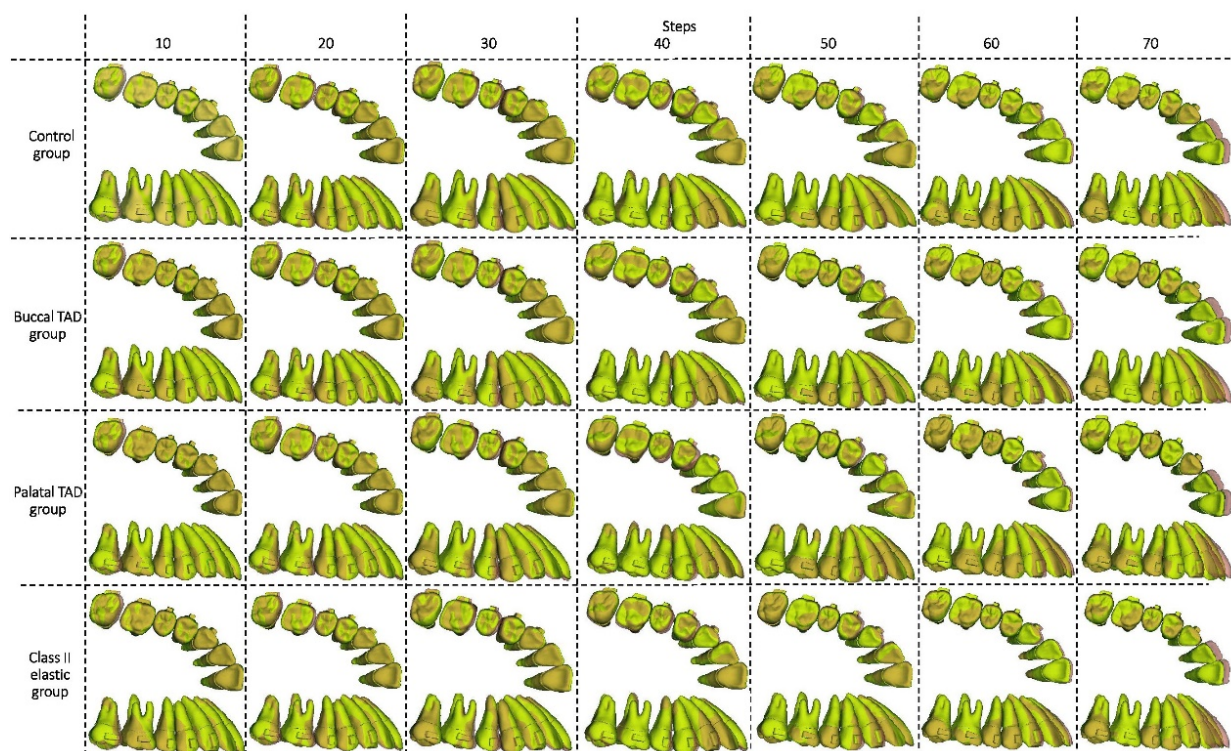 Steps
10 20 30 40 50 60 70
Control
group
Buccal TAD
group
Palatal TAD
group
Class II
elastic
group